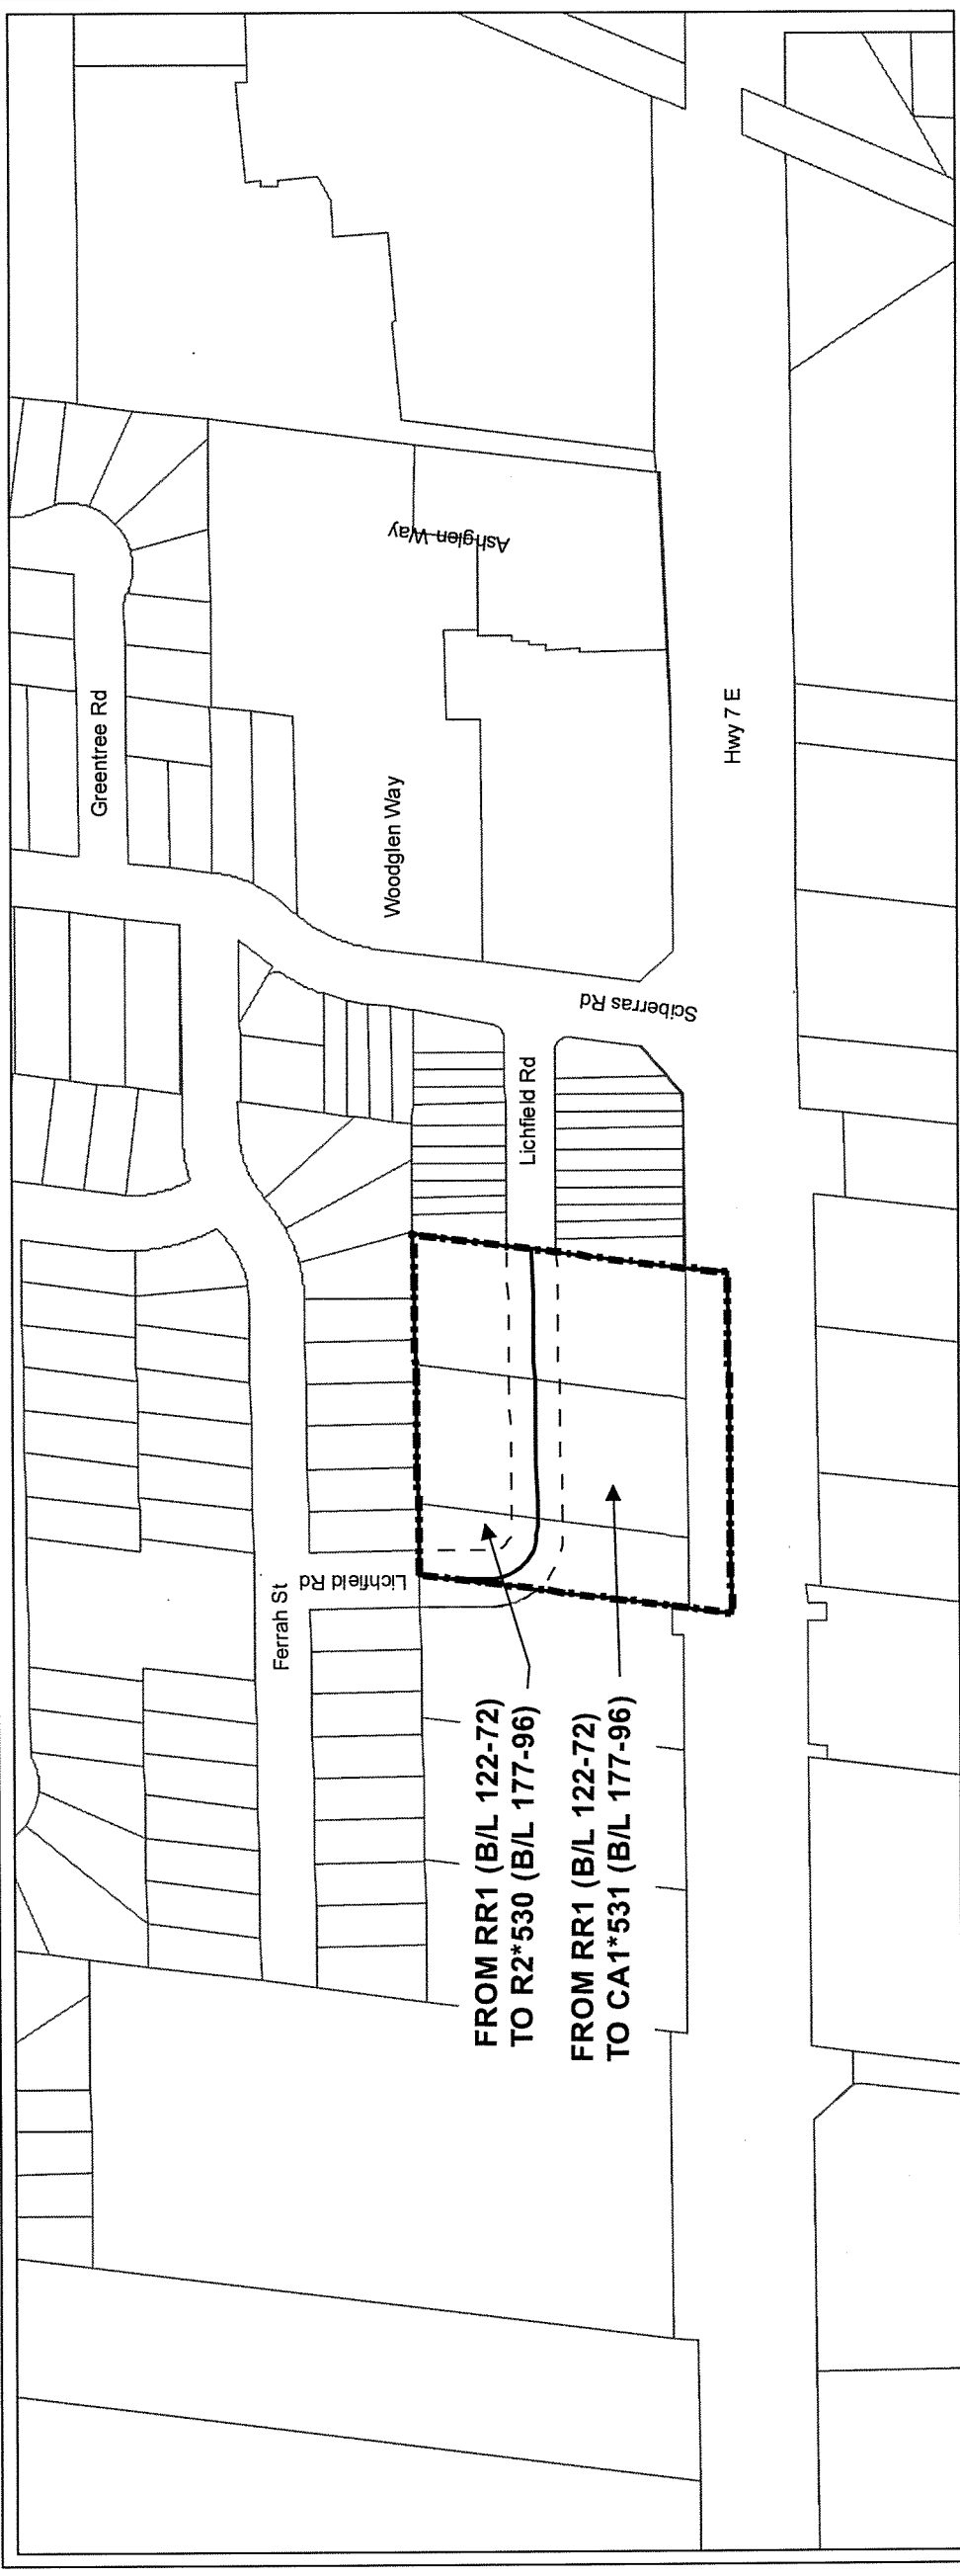 Greentree Rd
Ashglen Way
Woodglen Way
Hwy 7 E
Sciberras Rd
Lichfield Rd
Lichfield Rd
Ferrah St
FROM RR1 (B/L 122-72)
TO R2*530 (B/L 177-96)
FROM RR1 (B/L 122-72)
TO CA1*531 (B/L 177-96)